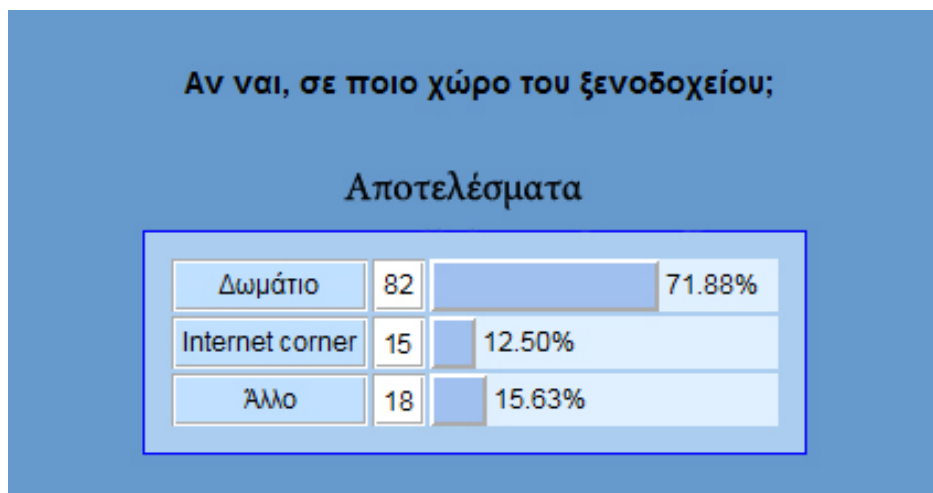 Αν ναι, σε ποιο χώρο του ξενοδοχείου;
Αποτελέσματα
Δωμάτιο 82 71.88%
Internet corner 15 12.50%
Άλλο 18 15.63%